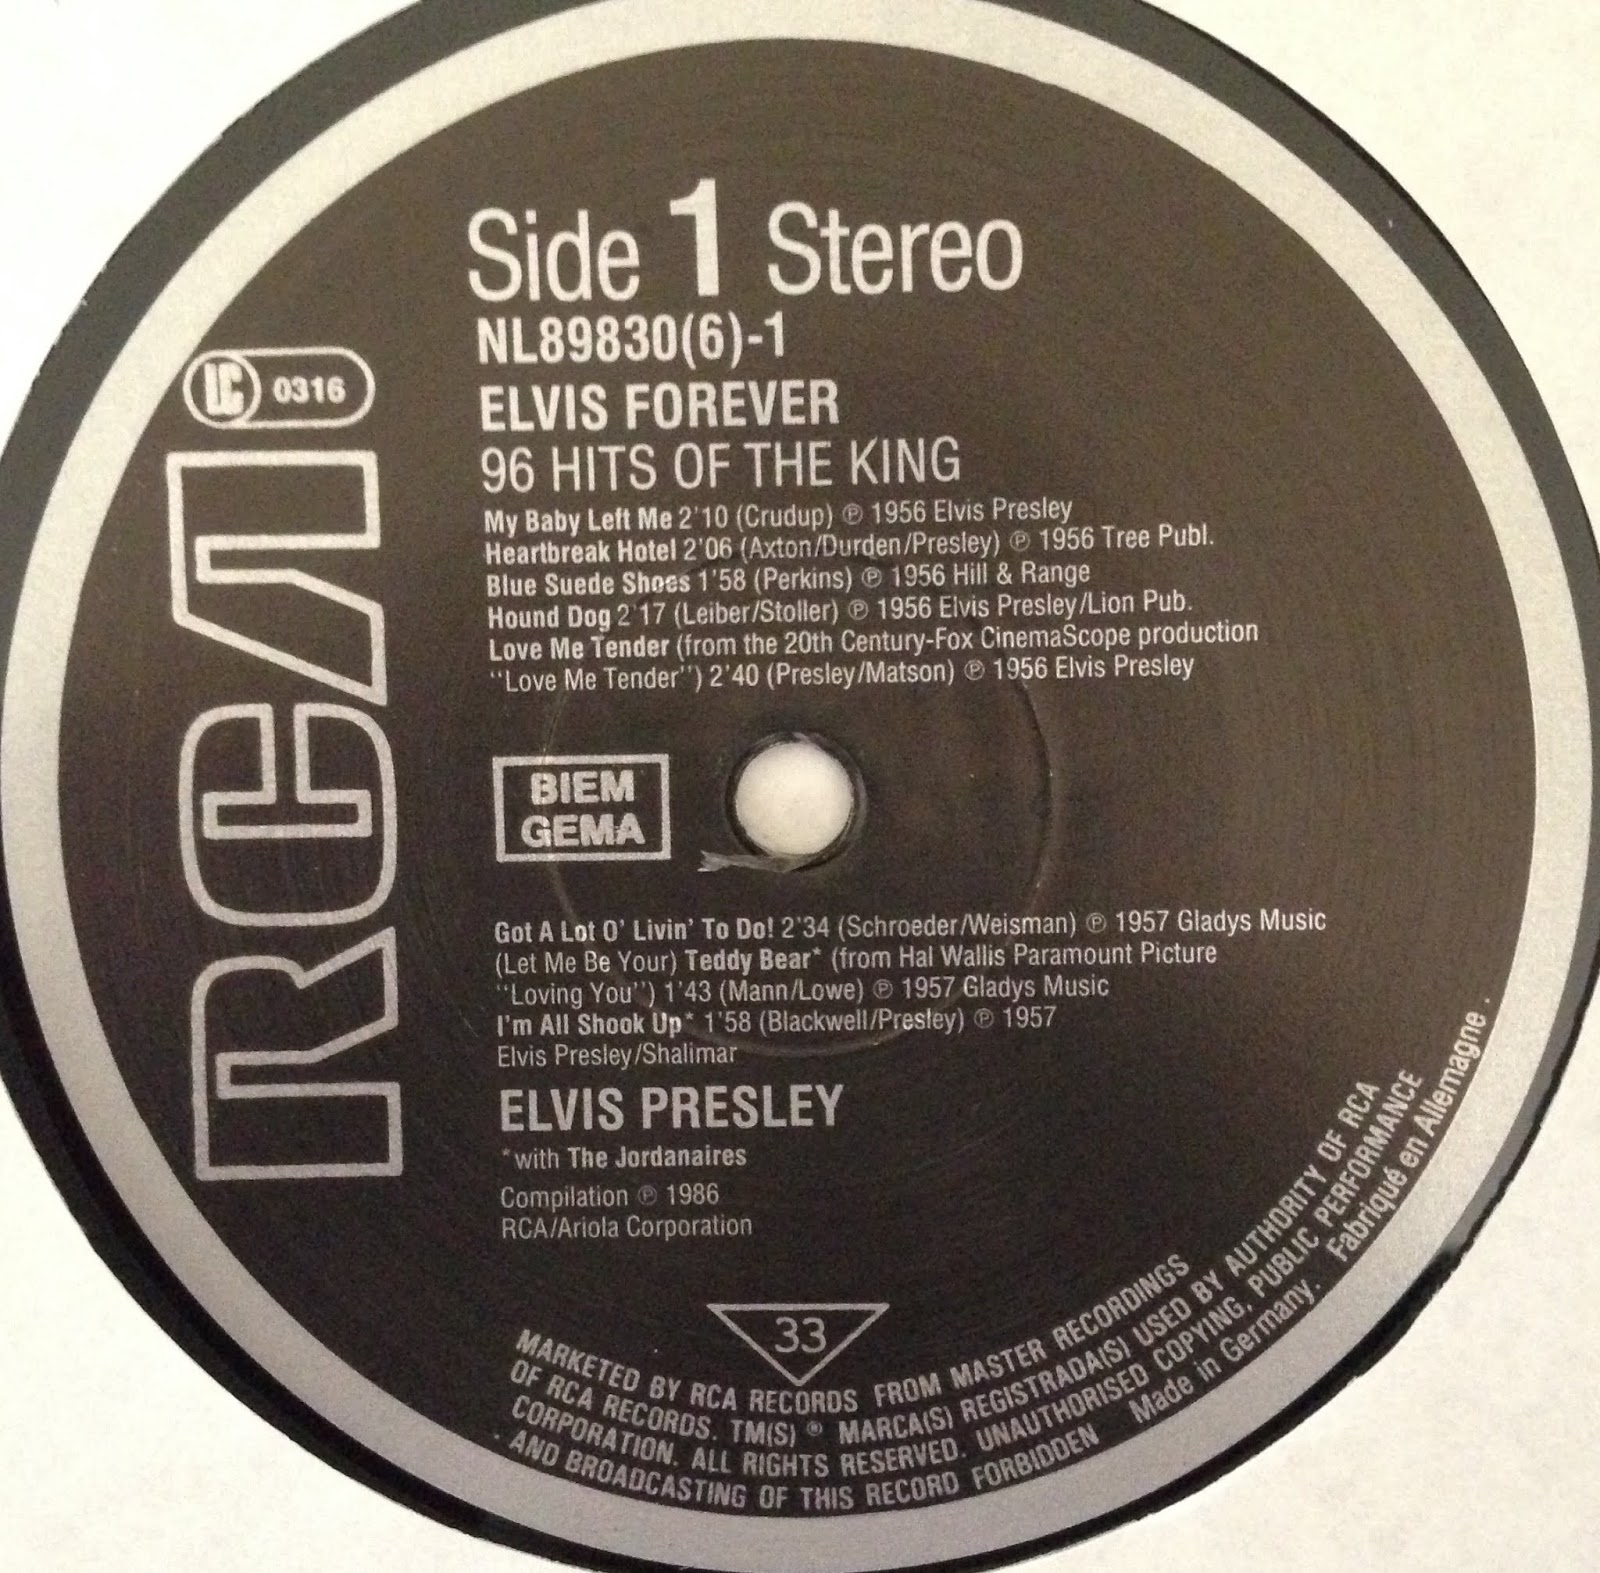 Side 1 Stereo
NL89830(6)-1
ELVIS FOREVER
96 HITS OF THE KING
LC 0316
RCA
My Baby Left Me 2'10 (Crudup) ℗ 1956 Elvis Presley
Heartbreak Hotel 2'06 (Axton/Durden/Presley) ℗ 1956 Tree Publ.
Blue Suede Shoes 1'58 (Perkins) ℗ 1956 Hill & Range
Hound Dog 2'17 (Leiber/Stoller) ℗ 1956 Elvis Presley/Lion Pub.
Love Me Tender (from the 20th Century-Fox CinemaScope production
"Love Me Tender") 2'40 (Presley/Matson) ℗ 1956 Elvis Presley
BIEM
GEMA
Got A Lot O' Livin' To Do! 2'34 (Schroeder/Weisman) ℗ 1957 Gladys Music
(Let Me Be Your) Teddy Bear* (from Hal Wallis Paramount Picture
"Loving You") 1'43 (Mann/Lowe) ℗ 1957 Gladys Music
I'm All Shook Up* 1'58 (Blackwell/Presley) ℗ 1957
Elvis Presley/Shalimar
ELVIS PRESLEY
*with The Jordanaires
Compilation ℗ 1986
RCA/Ariola Corporation
33
MARKETED BY RCA RECORDS FROM MASTER RECORDINGS
OF RCA RECORDS. TM(S) ® MARCA(S) REGISTRADA(S) USED BY AUTHORITY OF RCA
CORPORATION. ALL RIGHTS RESERVED. UNAUTHORISED COPYING, PUBLIC PERFORMANCE
AND BROADCASTING OF THIS RECORD FORBIDDEN Made in Germany. Fabriqué en Allemagne.